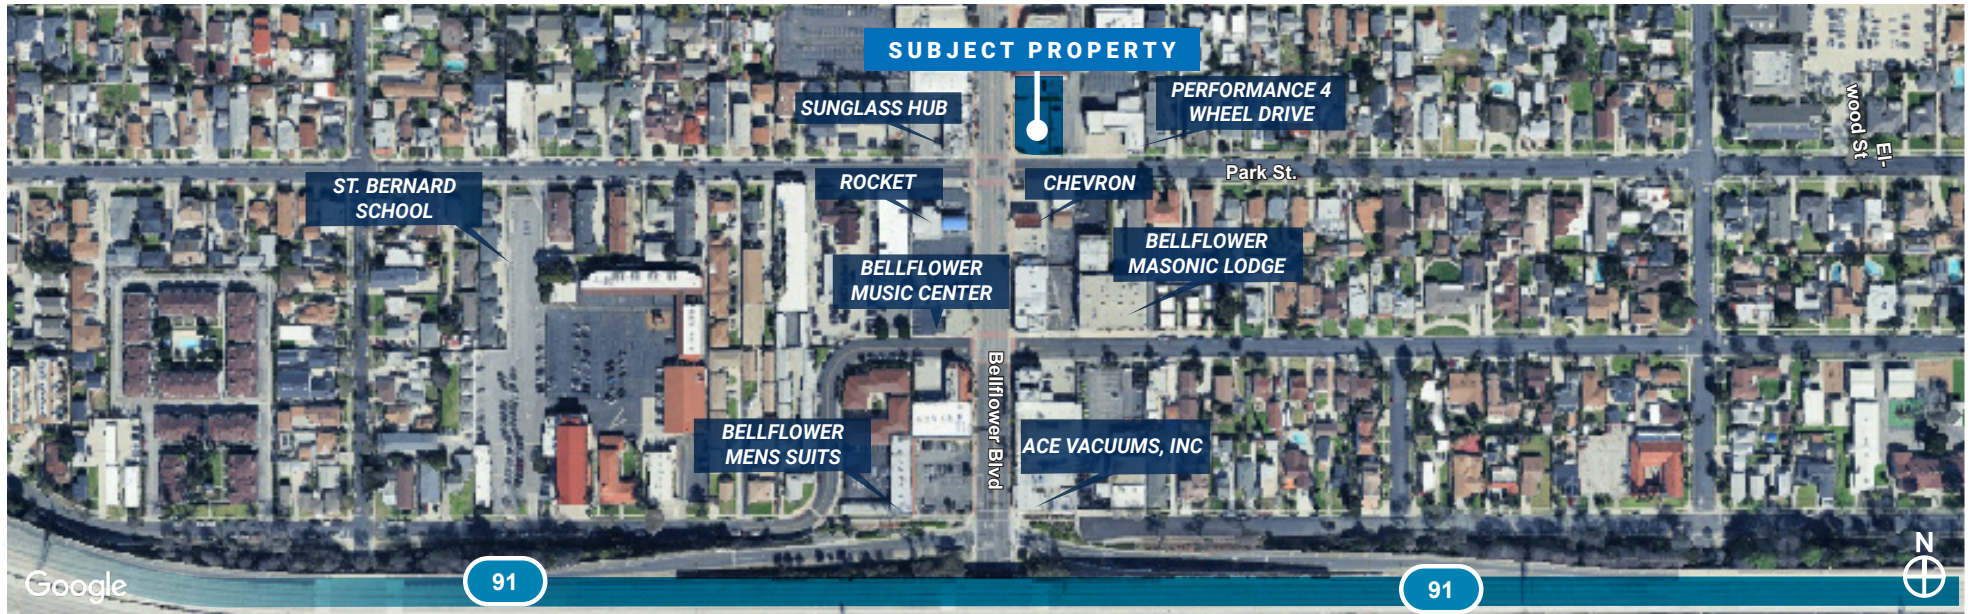 SUBJECT PROPERTY
SUNGLASS HUB
PERFORMANCE 4
WHEEL DRIVE
wood St
El-
Park St.
ST. BERNARD
SCHOOL
ROCKET
CHEVRON
BELLFLOWER
MUSIC CENTER
BELLFLOWER
MASONIC LODGE
Bellflower Blvd
BELLFLOWER
MENS SUITS
ACE VACUUMS, INC
N
Google
91
91